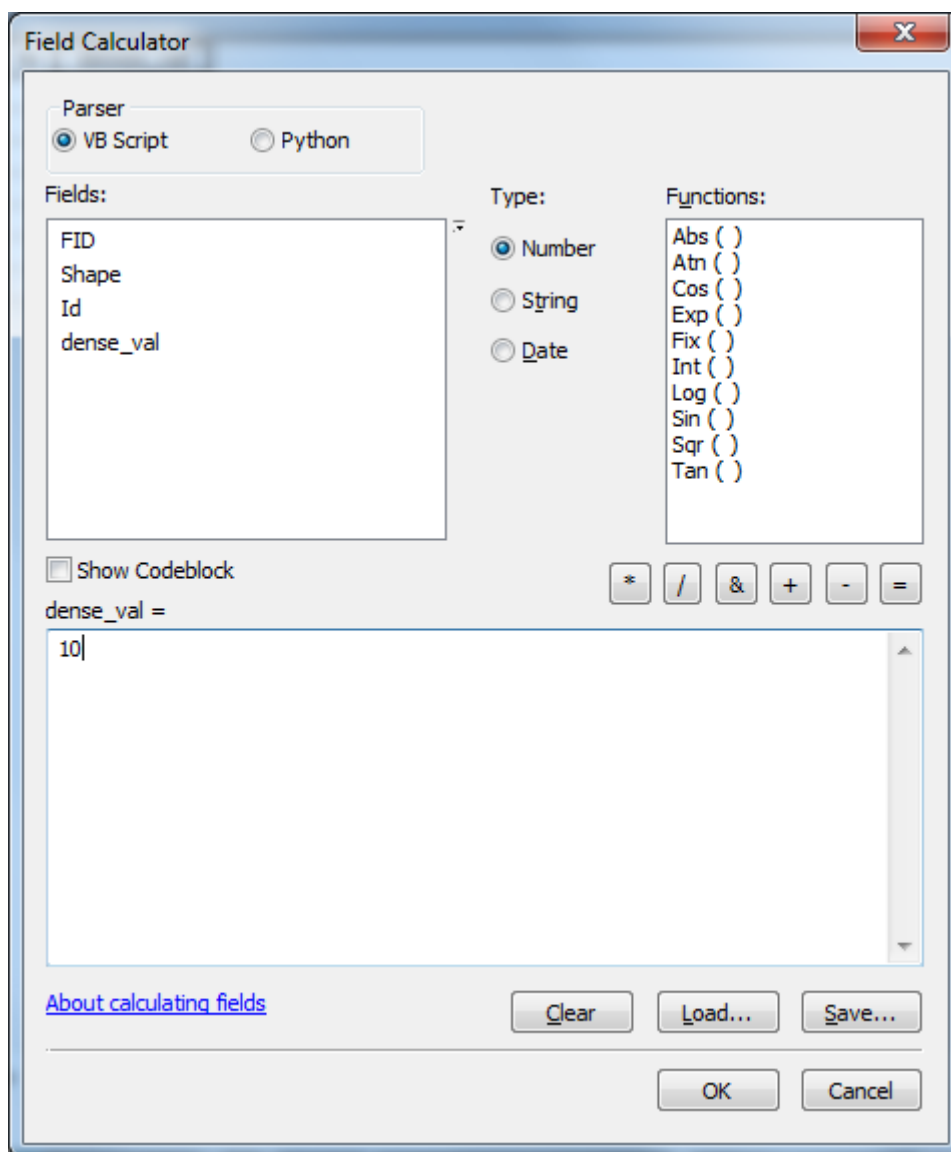 Field Calculator
Parser
VB Script
Python
Fields:
Type:
Functions:
FID
Shape
Id
dense_val
Number
String
Date
Abs ( )
Atn ( )
Cos ( )
Exp ( )
Fix ( )
Int ( )
Log ( )
Sin ( )
Sqr ( )
Tan ( )
Show Codeblock
* / & + - =
dense_val =
10
About calculating fields
Clear
Load...
Save...
OK
Cancel